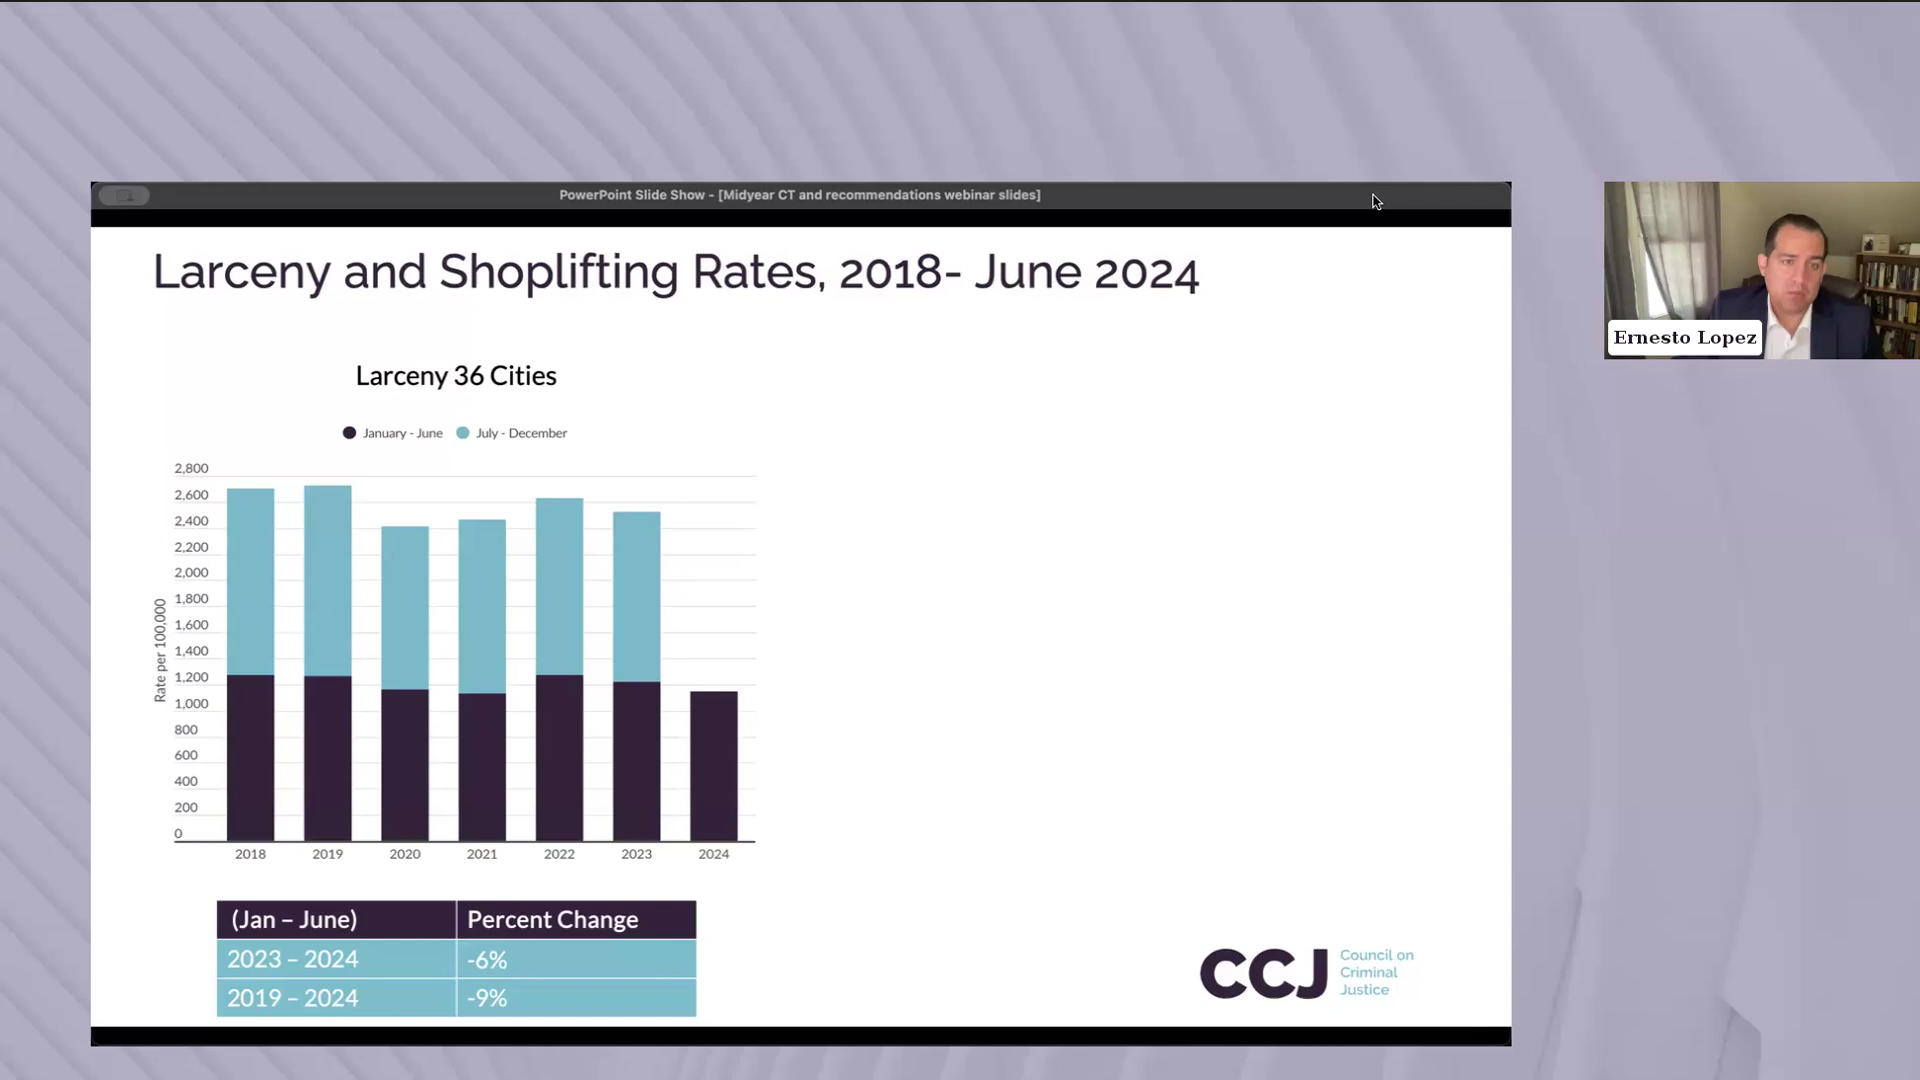 PowerPoint Slide Show - [Midyear CT and recommendations webinar slides]
Larceny and Shoplifting Rates, 2018- June 2024
Ernesto Lopez
Larceny 36 Cities
January - June July - December
Rate per 100,000
2,800
2,600
2,400
2,200
2,000
1,800
1,600
1,400
1,200
1,000
800
600
400
200
0
2018 2019 2020 2021 2022 2023 2024
(Jan – June) Percent Change
2023 – 2024 -6%
2019 – 2024 -9%
CCJ
Council on
Criminal
Justice